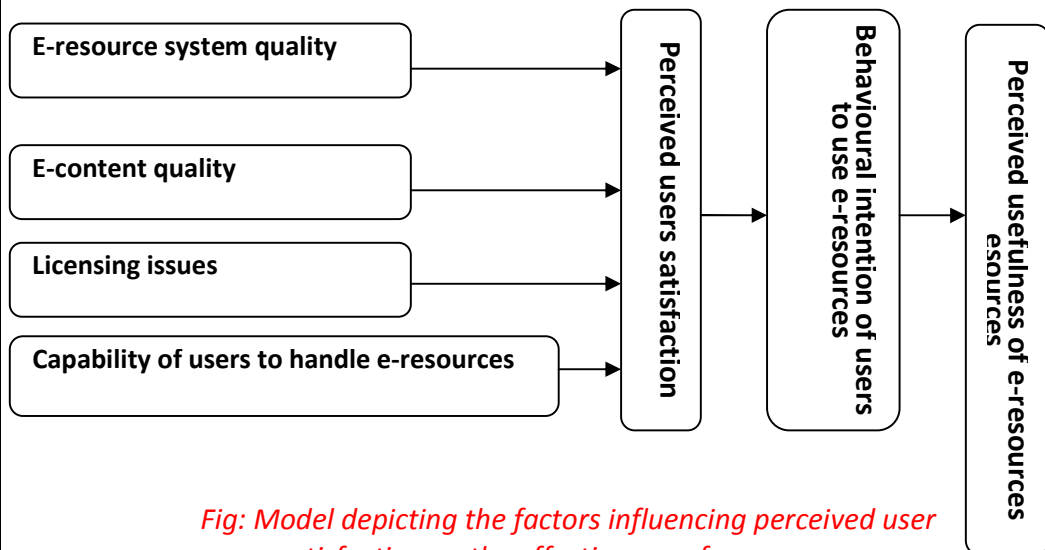 E-resource system quality
E-content quality
Licensing issues
Capability of users to handle e-resources
Perceived users satisfaction
Behavioural intention of users
to use e-resources
Perceived usefulness of e-resources
esources
Fig: Model depicting the factors influencing perceived user